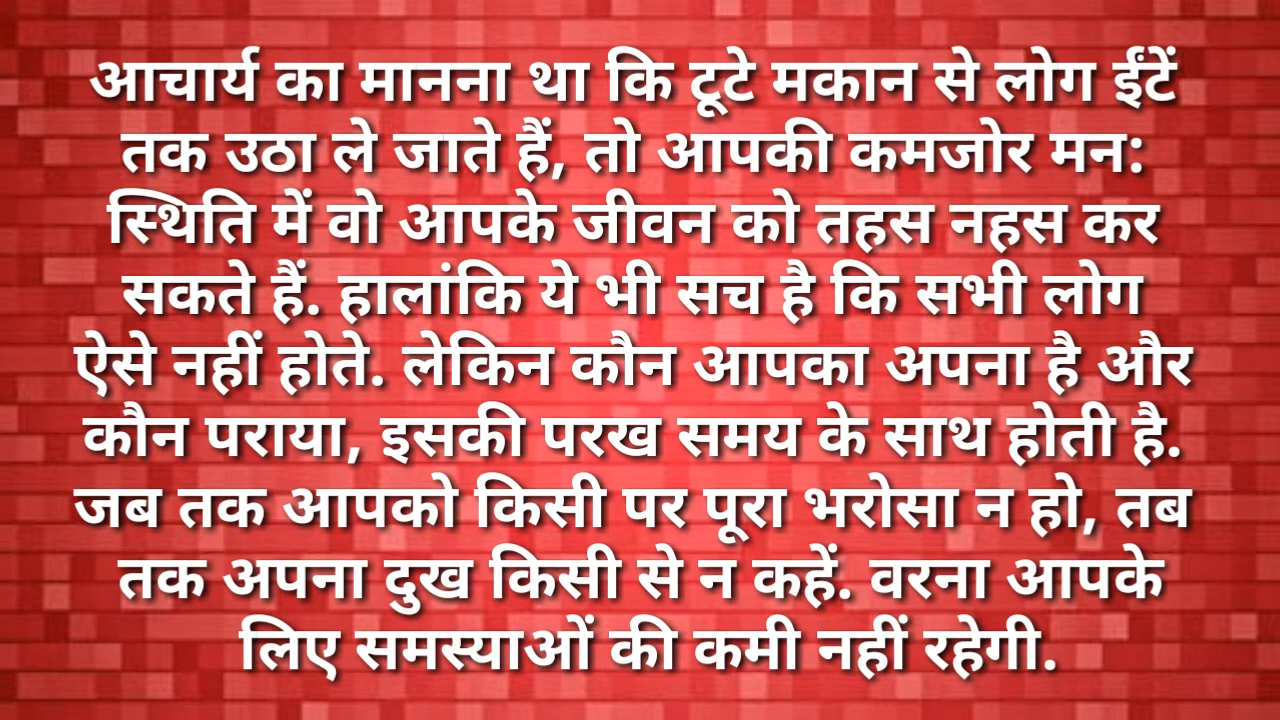 आचार्य का मानना था कि टूटे मकान से लोग ईंटें
तक उठा ले जाते हैं, तो आपकी कमजोर मन:
स्थिति में वो आपके जीवन को तहस नहस कर
सकते हैं. हालांकि ये भी सच है कि सभी लोग
ऐसे नहीं होते. लेकिन कौन आपका अपना है और
कौन पराया, इसकी परख समय के साथ होती है.
जब तक आपको किसी पर पूरा भरोसा न हो, तब
तक अपना दुख किसी से न कहें. वरना आपके
लिए समस्याओं की कमी नहीं रहेगी.